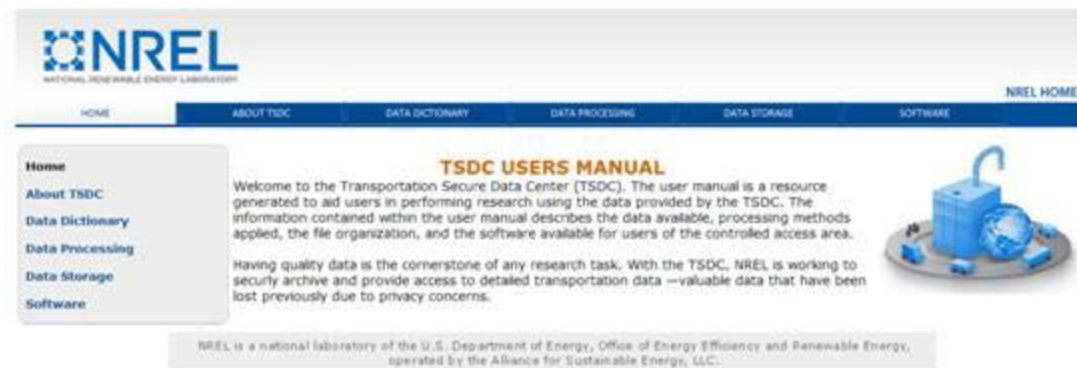 NREL
NATIONAL RENEWABLE ENERGY LABORATORY
NREL HOME
HOME ABOUT TSDC DATA DICTIONARY DATA PROCESSING DATA STORAGE SOFTWARE
Home
About TSDC
Data Dictionary
Data Processing
Data Storage
Software
TSDC USERS MANUAL
Welcome to the Transportation Secure Data Center (TSDC). The user manual is a resource
generated to aid users in performing research using the data provided by the TSDC. The
information contained within the user manual describes the data available, processing methods
applied, the file organization, and the software available for users of the controlled access area.
Having quality data is the cornerstone of any research task. With the TSDC, NREL is working to
securly archive and provide access to detailed transportation data —valuable data that have been
lost previously due to privacy concerns.
NREL is a national laboratory of the U.S. Department of Energy, Office of Energy Efficiency and Renewable Energy,
operated by the Alliance for Sustainable Energy, LLC.